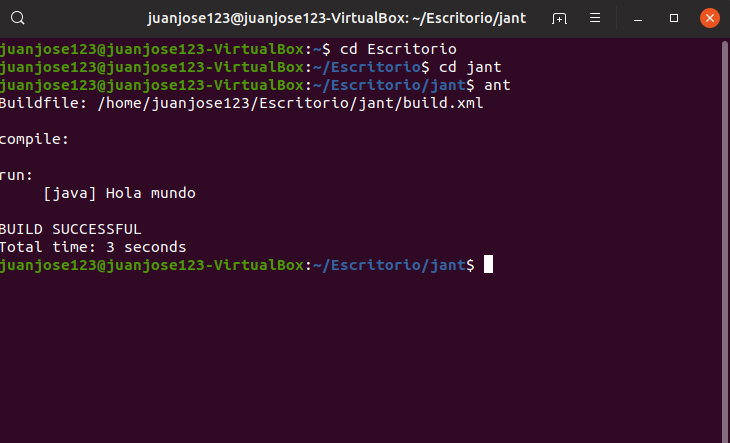 juanjose123@juanjose123-VirtualBox: ~/Escritorio/jant
juanjose123@juanjose123-VirtualBox:~$ cd Escritorio
juanjose123@juanjose123-VirtualBox:~/Escritorio$ cd jant
juanjose123@juanjose123-VirtualBox:~/Escritorio/jant$ ant
Buildfile: /home/juanjose123/Escritorio/jant/build.xml
compile:
run:
[java] Hola mundo
BUILD SUCCESSFUL
Total time: 3 seconds
juanjose123@juanjose123-VirtualBox:~/Escritorio/jant$